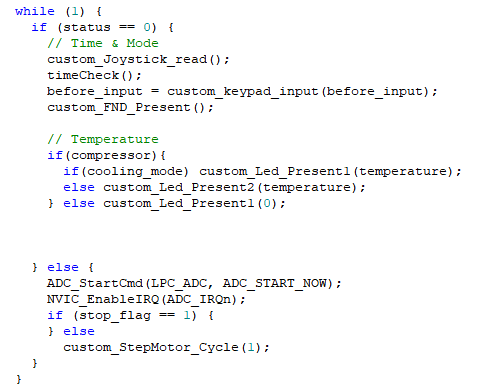 while (1) {
if (status == 0) {
// Time & Mode
custom_Joystick_read();
timeCheck();
before_input = custom_keypad_input(before_input);
custom_FND_Present();
// Temperature
if(compressor){
if(cooling_mode) custom_Led_Present1(temperature);
else custom_Led_Present2(temperature);
} else custom_Led_Present1(0);
} else {
ADC_StartCmd(LPC_ADC, ADC_START_NOW);
NVIC_EnableIRQ(ADC_IRQn);
if (stop_flag == 1) {
} else
custom_StepMotor_Cycle(1);
}
}